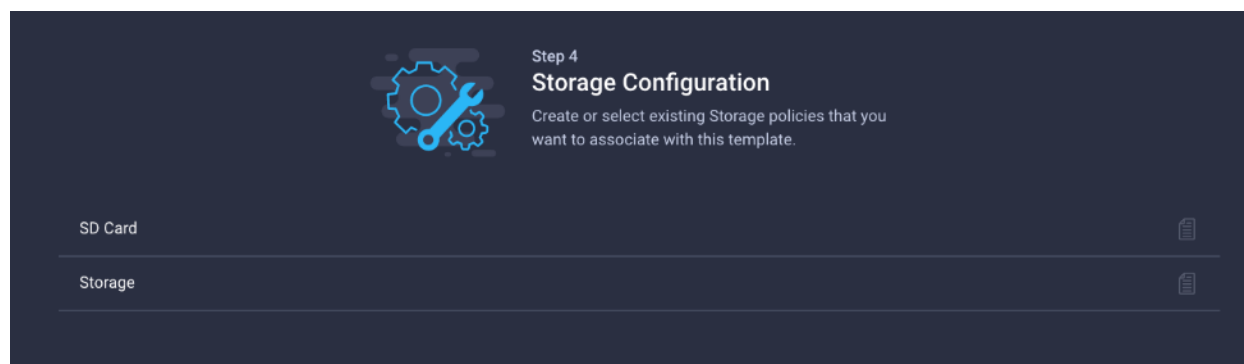 Step 4
Storage Configuration
Create or select existing Storage policies that you
want to associate with this template.
SD Card
Storage